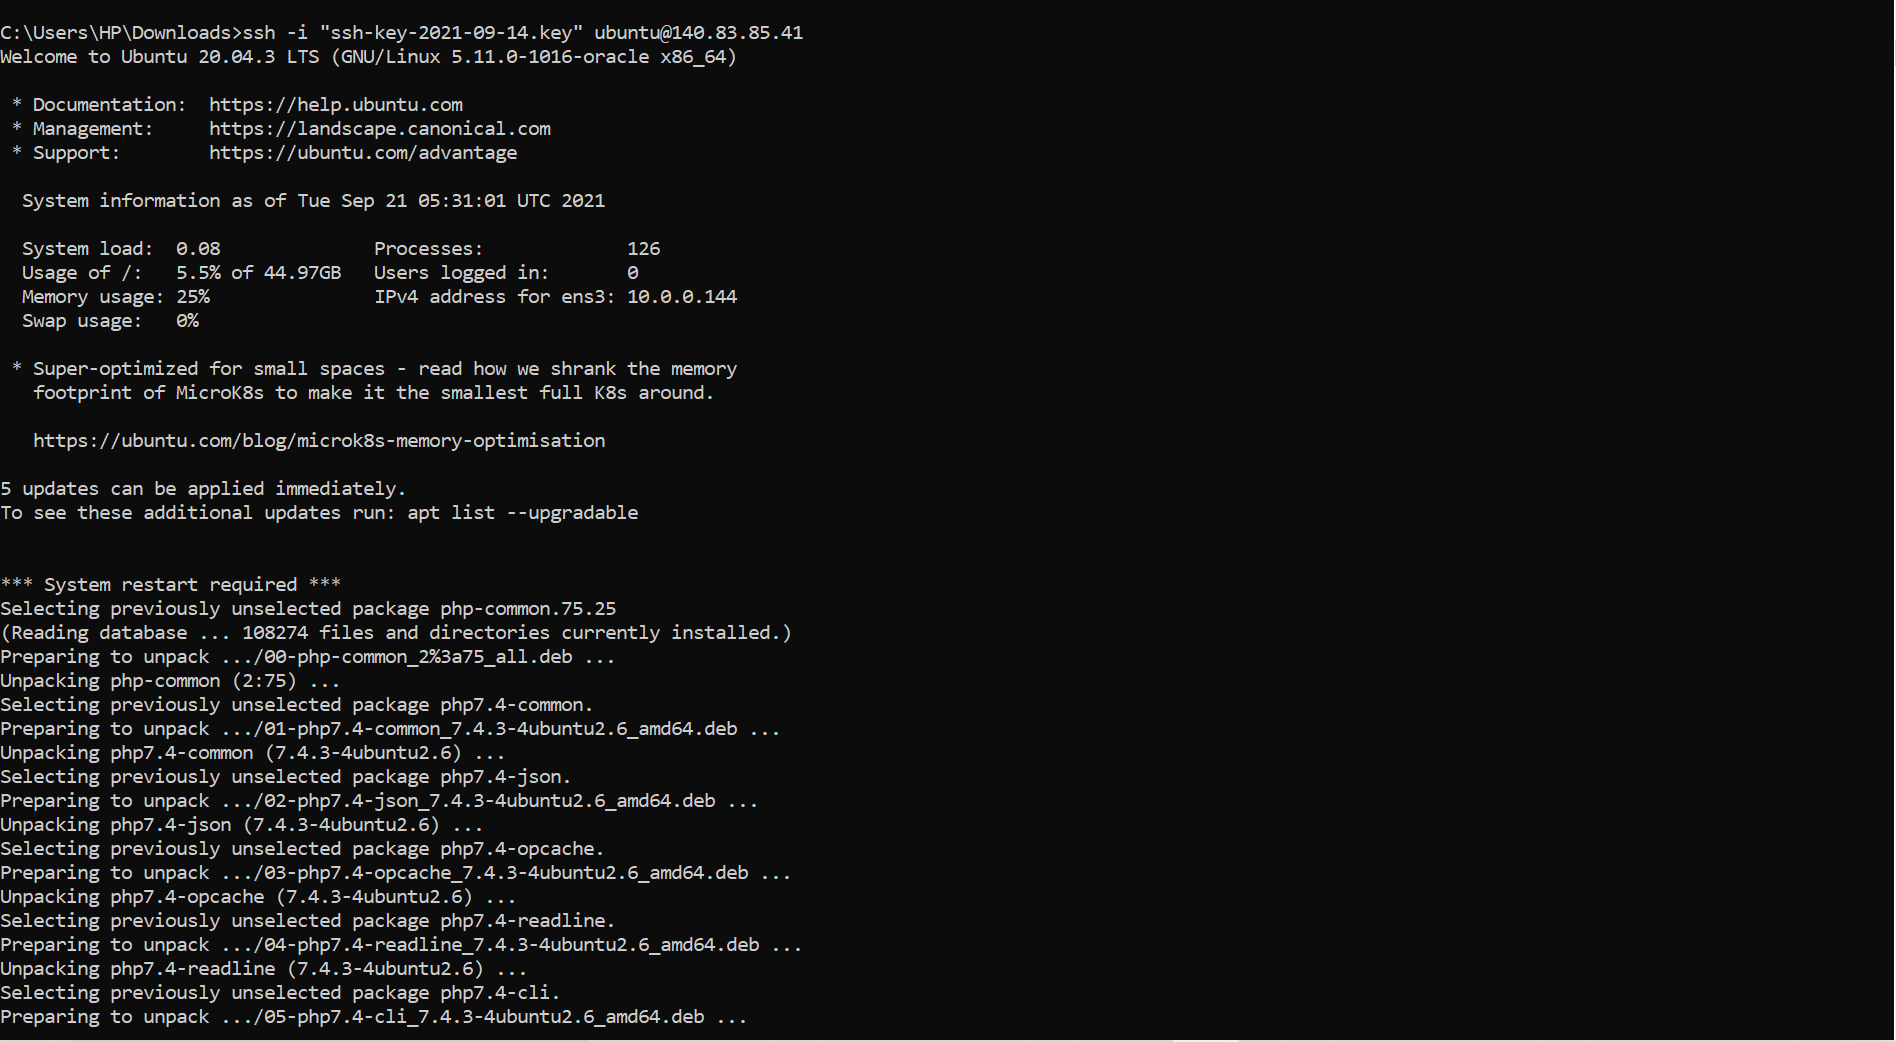 C:\Users\HP\Downloads>ssh -i "ssh-key-2021-09-14.key" ubuntu@140.83.85.41
Welcome to Ubuntu 20.04.3 LTS (GNU/Linux 5.11.0-1016-oracle x86_64)
* Documentation:  https://help.ubuntu.com
* Management:     https://landscape.canonical.com
* Support:        https://ubuntu.com/advantage
System information as of Tue Sep 21 05:31:01 UTC 2021
System load:  0.08              Processes:             126
Usage of /:   5.5% of 44.97GB   Users logged in:       0
Memory usage: 25%               IPv4 address for ens3: 10.0.0.144
Swap usage:   0%
* Super-optimized for small spaces - read how we shrank the memory
footprint of MicroK8s to make it the smallest full K8s around.
https://ubuntu.com/blog/microk8s-memory-optimisation
5 updates can be applied immediately.
To see these additional updates run: apt list --upgradable
*** System restart required ***
Selecting previously unselected package php-common.75.25
(Reading database ... 108274 files and directories currently installed.)
Preparing to unpack .../00-php-common_2%3a75_all.deb ...
Unpacking php-common (2:75) ...
Selecting previously unselected package php7.4-common.
Preparing to unpack .../01-php7.4-common_7.4.3-4ubuntu2.6_amd64.deb ...
Unpacking php7.4-common (7.4.3-4ubuntu2.6) ...
Selecting previously unselected package php7.4-json.
Preparing to unpack .../02-php7.4-json_7.4.3-4ubuntu2.6_amd64.deb ...
Unpacking php7.4-json (7.4.3-4ubuntu2.6) ...
Selecting previously unselected package php7.4-opcache.
Preparing to unpack .../03-php7.4-opcache_7.4.3-4ubuntu2.6_amd64.deb ...
Unpacking php7.4-opcache (7.4.3-4ubuntu2.6) ...
Selecting previously unselected package php7.4-readline.
Preparing to unpack .../04-php7.4-readline_7.4.3-4ubuntu2.6_amd64.deb ...
Unpacking php7.4-readline (7.4.3-4ubuntu2.6) ...
Selecting previously unselected package php7.4-cli.
Preparing to unpack .../05-php7.4-cli_7.4.3-4ubuntu2.6_amd64.deb ...